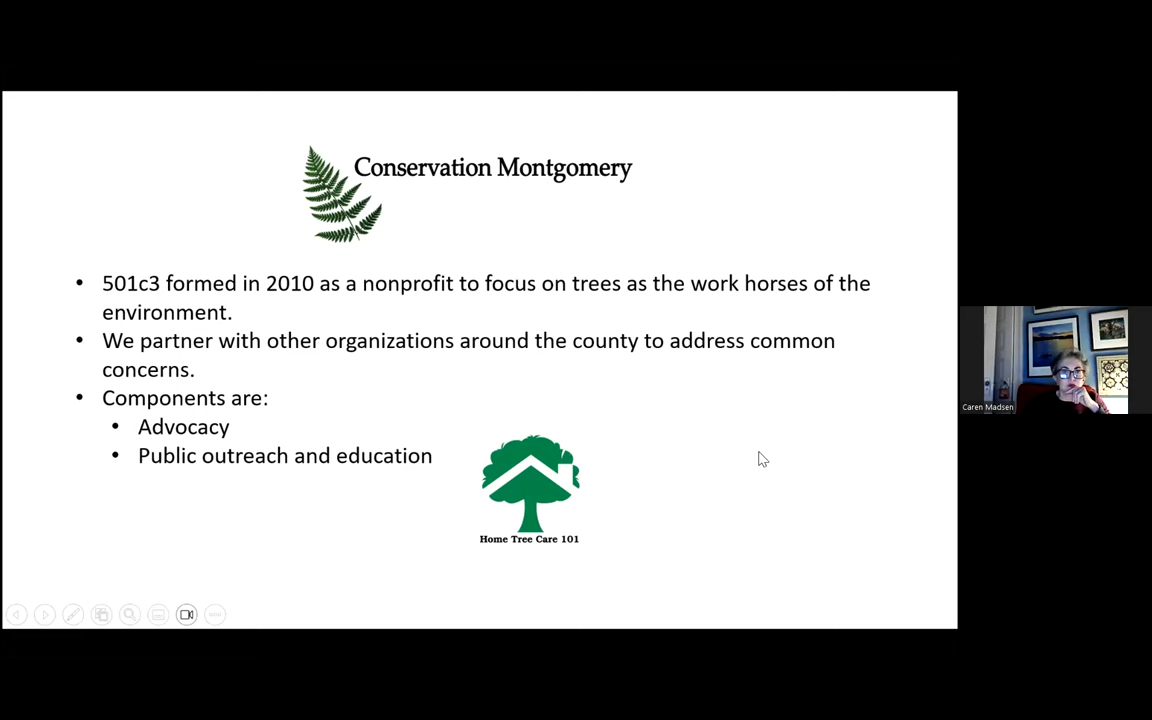 Conservation Montgomery
• 501c3 formed in 2010 as a nonprofit to focus on trees as the work horses of the
environment.
• We partner with other organizations around the county to address common
concerns.
• Components are:
• Advocacy
• Public outreach and education
Home Tree Care 101
Caren Madsen